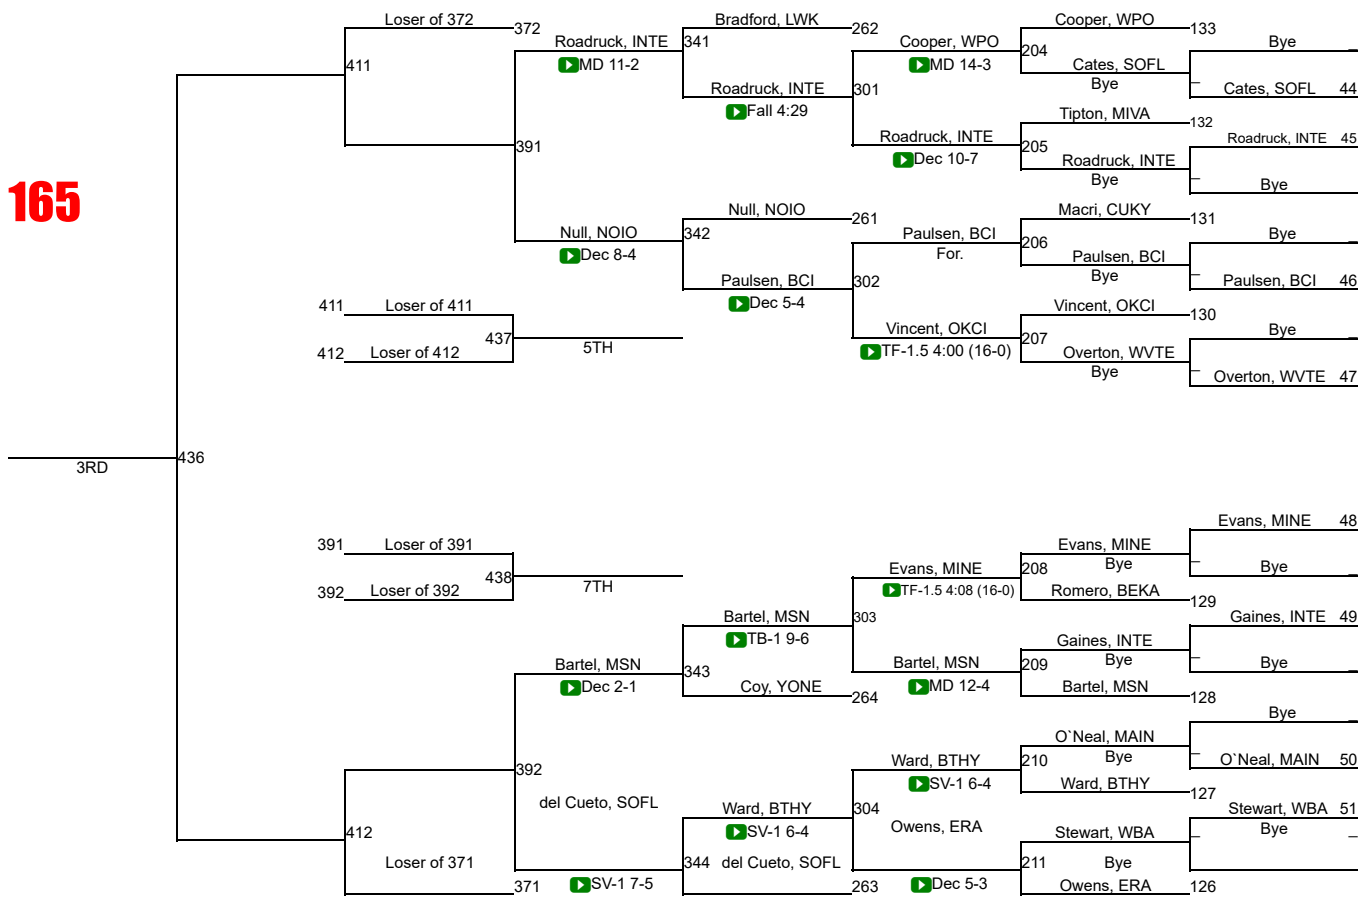 Loser of 372
372
Bradford, LWK
262
Cooper, WPO
133
Roadruck, INTE
341
Cooper, WPO
204
Bye
_
411
MD 11-2
MD 14-3
Cates, SOFL
Bye
_
Cates, SOFL 44
Roadruck, INTE
301
Fall 4:29
Tipton, MIVA
132
391
Roadruck, INTE
205
Roadruck, INTE 45
Dec 10-7
Roadruck, INTE
Bye
_
Bye
_
165
Null, NOIO
261
Macri, CUKY
131
Null, NOIO
342
Paulsen, BCI
206
Bye
_
Dec 8-4
For.
Paulsen, BCI
Bye
_
Paulsen, BCI 46
Paulsen, BCI
302
Dec 5-4
411
Loser of 411
Vincent, OKCI
130
437
5TH
Vincent, OKCI
207
Bye
_
412
Loser of 412
TF-1.5 4:00 (16-0)
Overton, WVTE
Bye
_
Overton, WVTE 47
3RD
436
Evans, MINE 48
391
Loser of 391
Evans, MINE
438
7TH
Evans, MINE
208
Bye
_
Bye
_
392
Loser of 392
TF-1.5 4:08 (16-0)
Romero, BEKA
129
Bartel, MSN
303
Gaines, INTE 49
TB-1 9-6
Gaines, INTE
Bartel, MSN
343
Bartel, MSN
209
Bye
_
Bye
_
Dec 2-1
Coy, YONE
264
MD 12-4
Bartel, MSN
128
Bye
_
O`Neal, MAIN
392
Ward, BTHY
210
Bye
_
O`Neal, MAIN 50
SV-1 6-4
Ward, BTHY
127
del Cueto, SOFL
Ward, BTHY
304
Stewart, WBA 51
412
SV-1 6-4
Owens, ERA
Stewart, WBA
_
Bye
_
Loser of 371
344
del Cueto, SOFL
211
Bye
371
SV-1 7-5
263
Dec 5-3
Owens, ERA
126